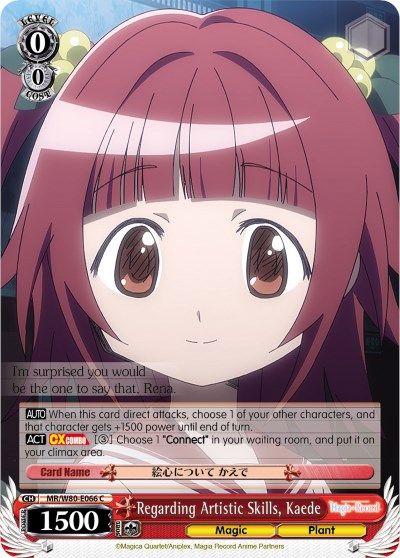 LEVEL
0
0
COST
I'm surprised you would
be the one to say that, Rena.
AUTO When this card direct attacks, choose 1 of your other characters, and
that character gets +1500 power until end of turn.
ACT CXCOMBO [③] Choose 1 "Connect" in your waiting room, and put it on
your climax area.
Card Name 絵心について かえで
CD MR/W80-E066 C
POWER 1500
Regarding Artistic Skills, Kaede
Magia Record
Magic Plant
©Magica Quartet/Aniplex, Magia Record Anime Partners